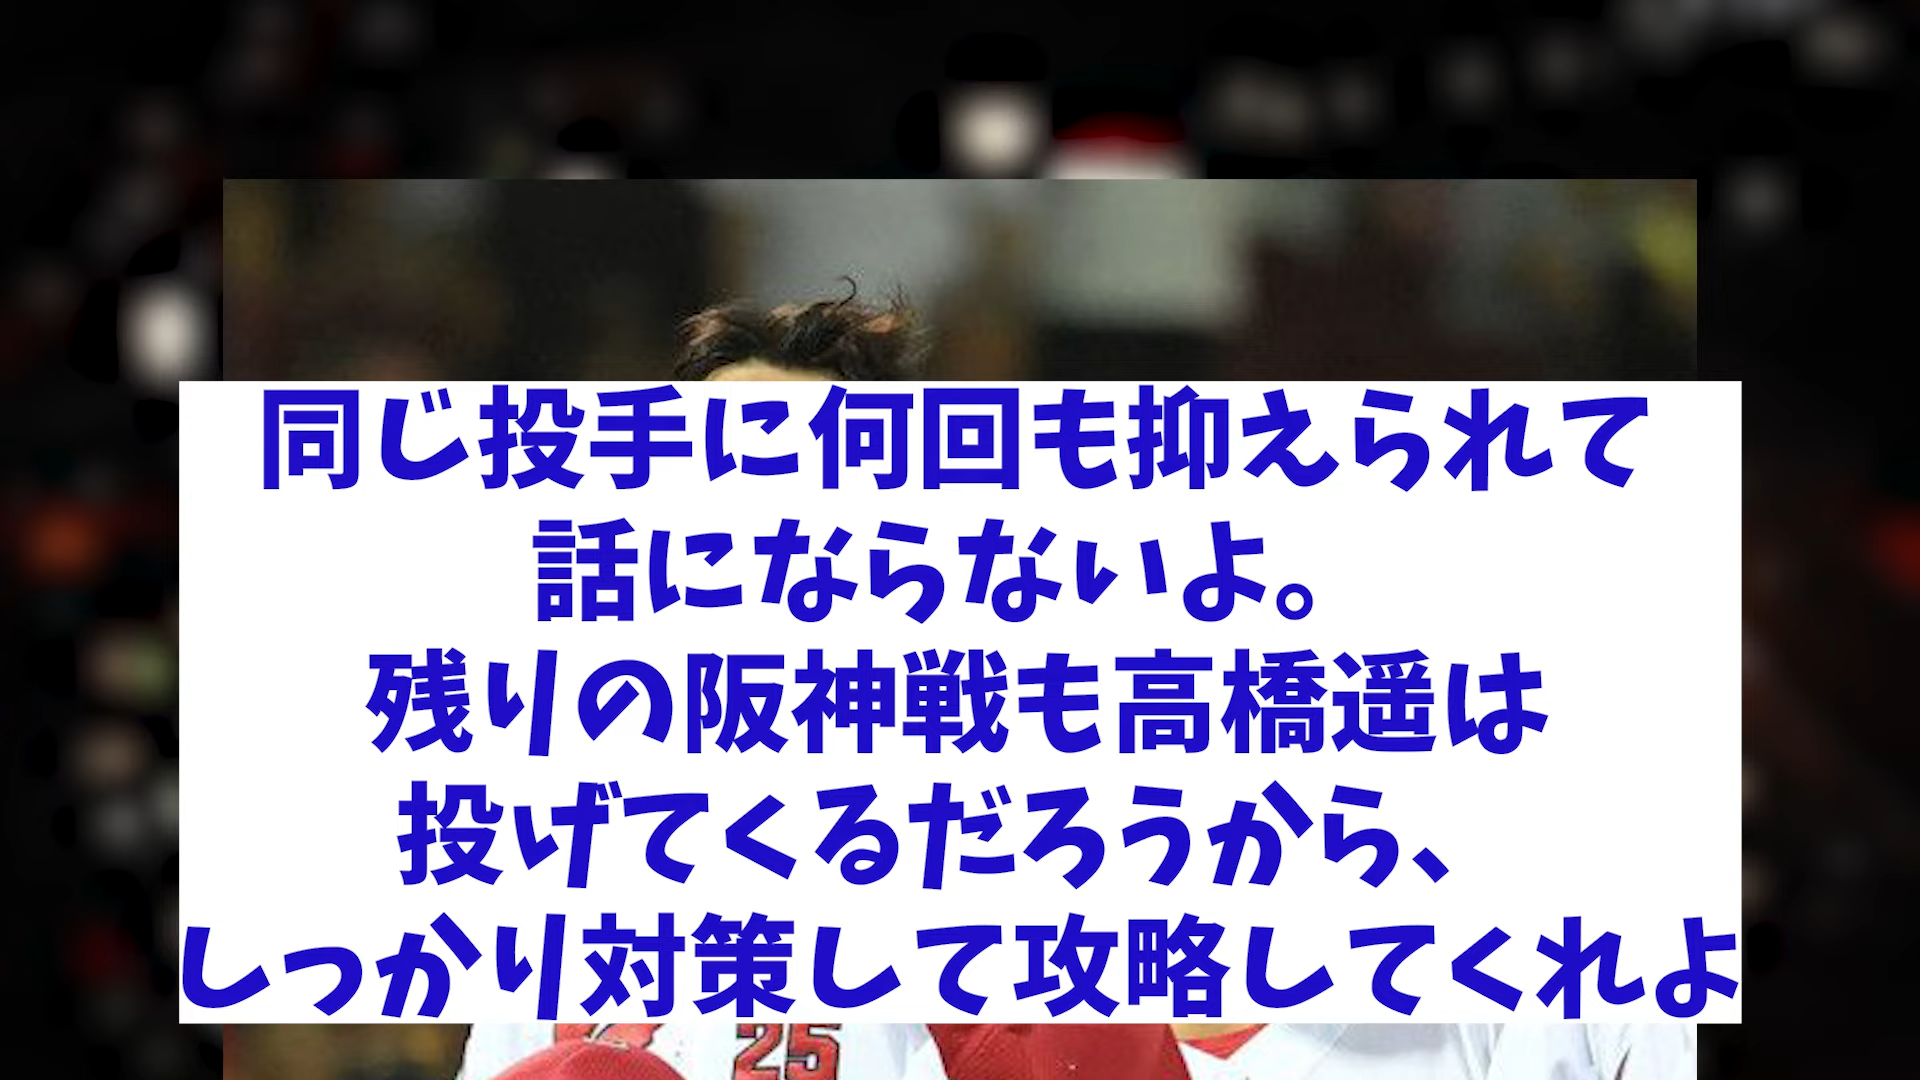 同じ投手に何回も抑えられて
話にならないよ。
残りの阪神戦も高橋遥は
投げてくるだろうから、
しっかり対策して攻略してくれよ
25